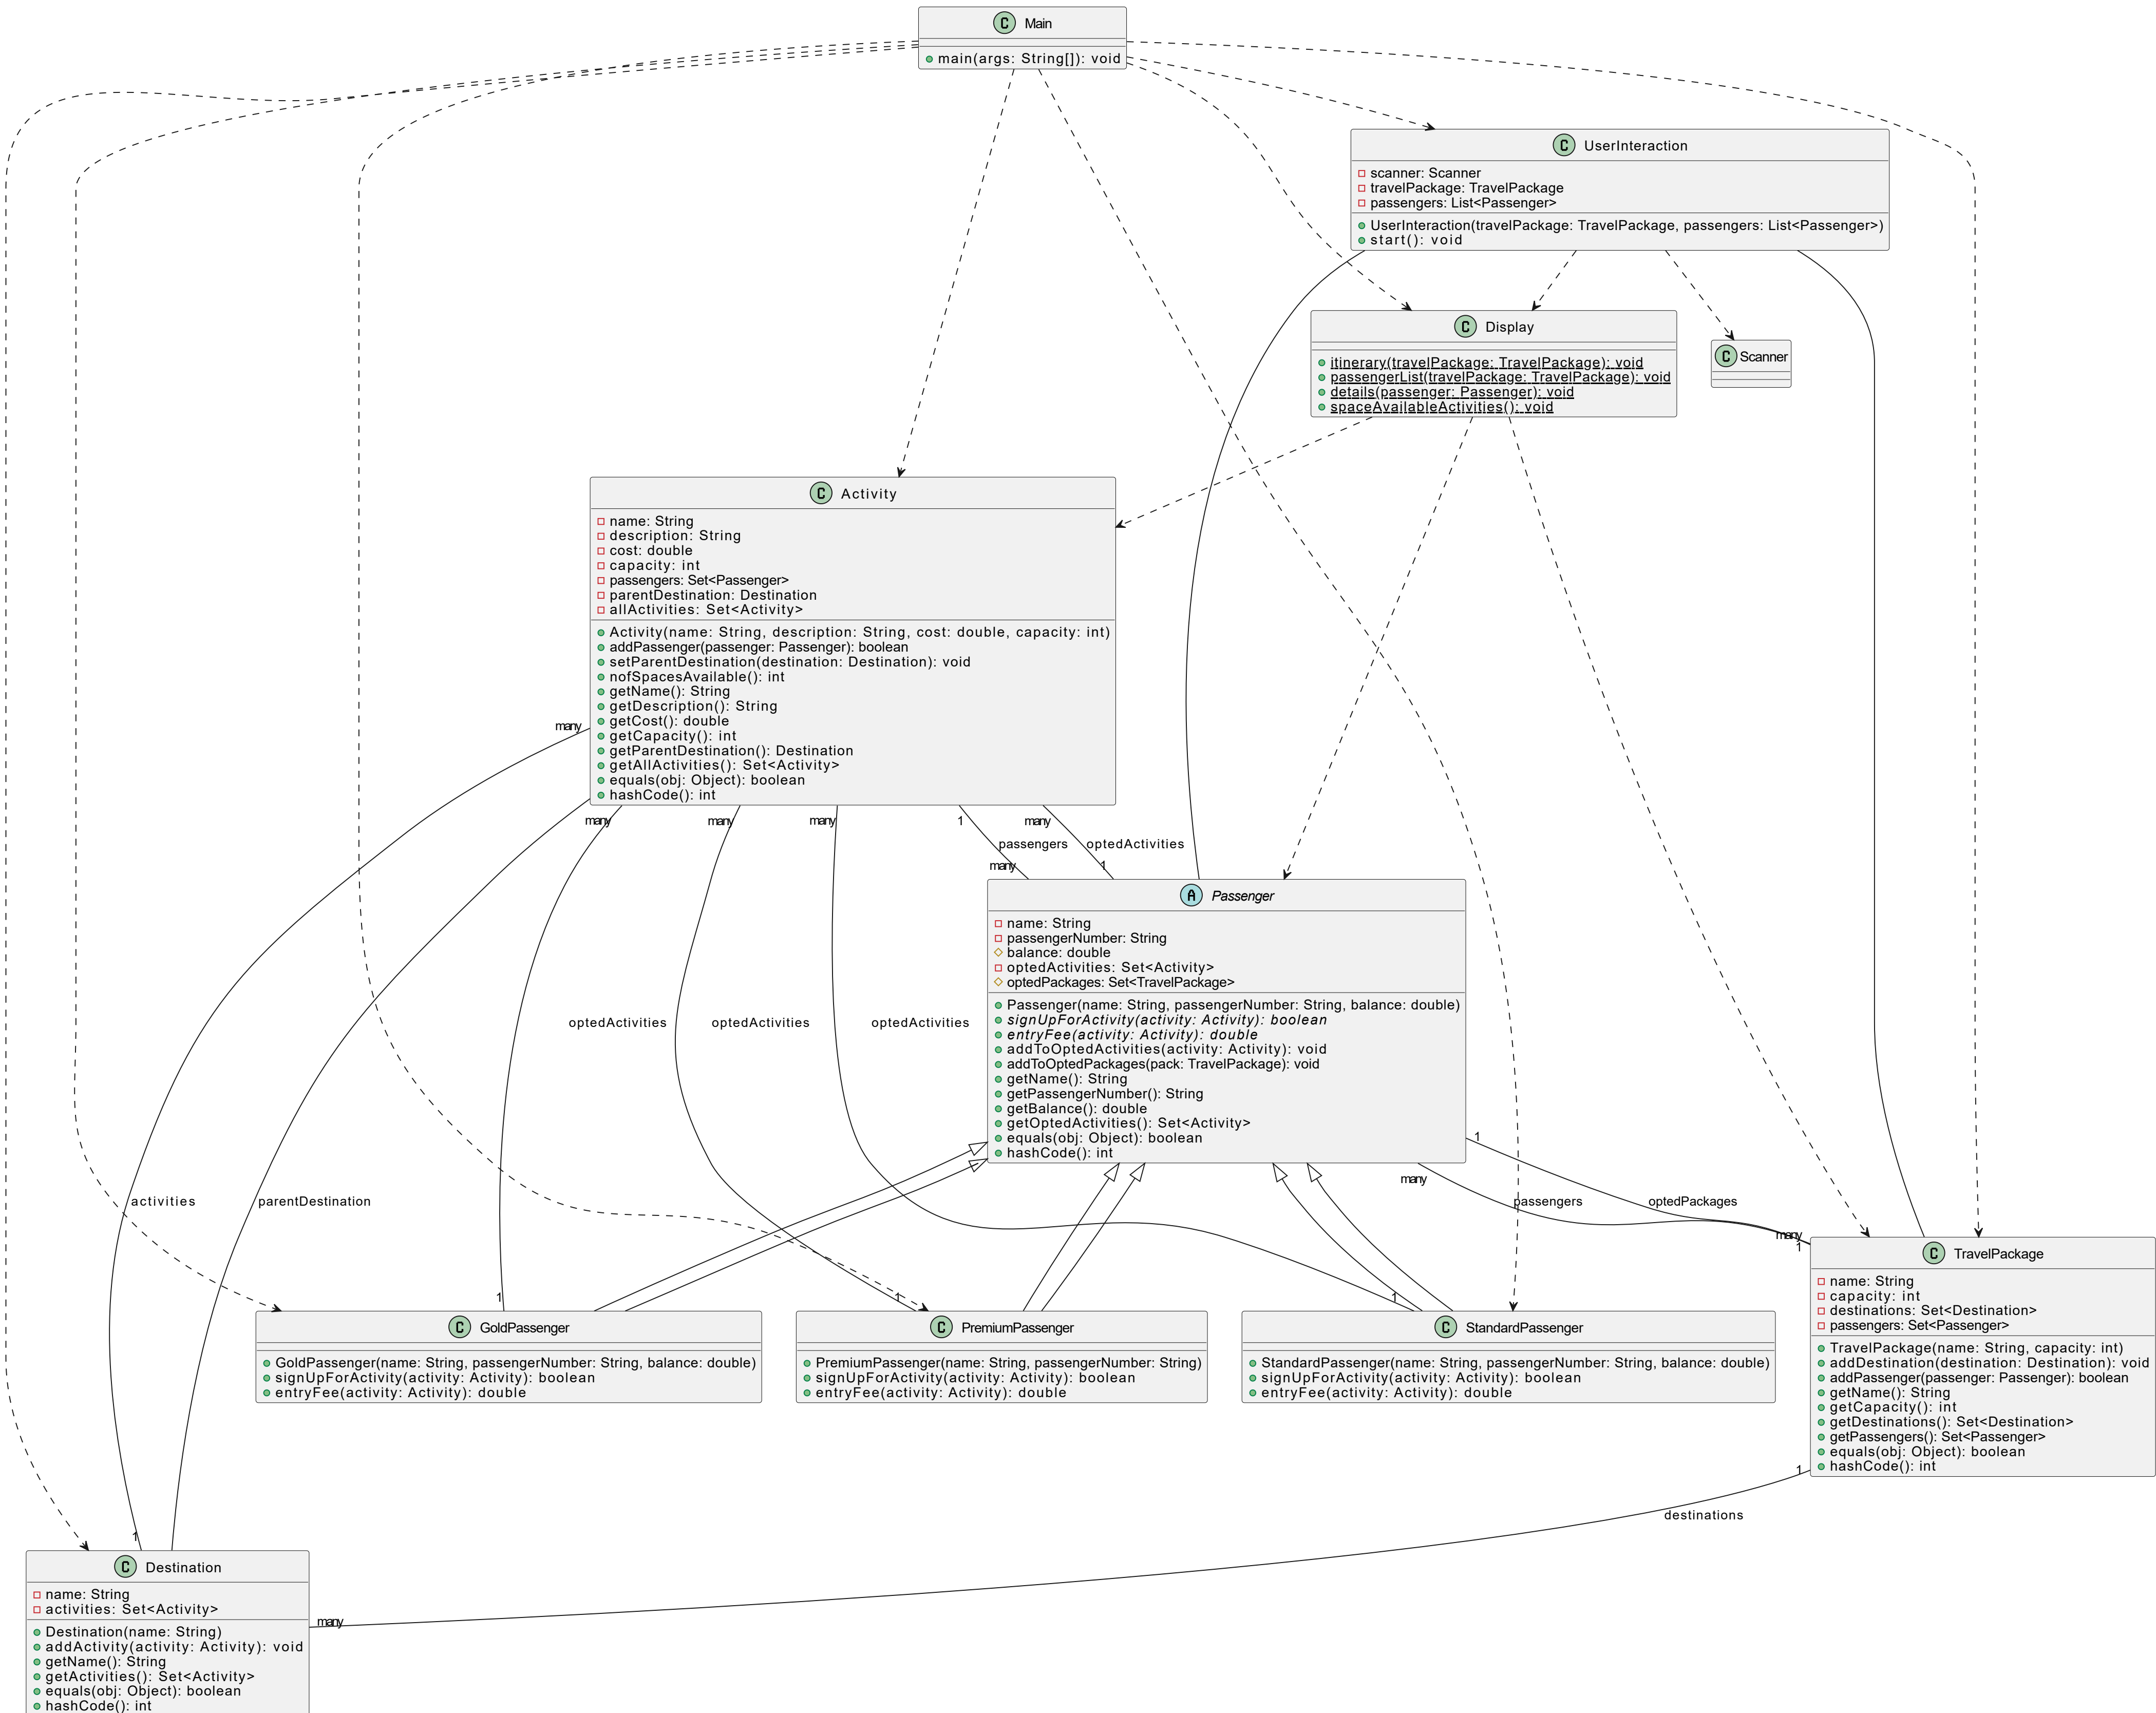 C Main
main(args: String[]): void
C UserInteraction
scanner: Scanner
travelPackage: TravelPackage
passengers: List<Passenger>
UserInteraction(travelPackage: TravelPackage, passengers: List<Passenger>)
start(): void
C Display
itinerary(travelPackage: TravelPackage): void
passengerList(travelPackage: TravelPackage): void
details(passenger: Passenger): void
spaceAvailableActivities(): void
C Scanner
C Activity
name: String
description: String
cost: double
capacity: int
passengers: Set<Passenger>
parentDestination: Destination
allActivities: Set<Activity>
Activity(name: String, description: String, cost: double, capacity: int)
addPassenger(passenger: Passenger): boolean
setParentDestination(destination: Destination): void
nofSpacesAvailable(): int
getName(): String
getDescription(): String
getCost(): double
getCapacity(): int
getParentDestination(): Destination
getAllActivities(): Set<Activity>
equals(obj: Object): boolean
hashCode(): int
many
many
many
many
1
many
passengers
optedActivities
many
1
A Passenger
name: String
passengerNumber: String
balance: double
optedActivities: Set<Activity>
optedPackages: Set<TravelPackage>
Passenger(name: String, passengerNumber: String, balance: double)
signUpForActivity(activity: Activity): boolean
entryFee(activity: Activity): double
addToOptedActivities(activity: Activity): void
addToOptedPackages(pack: TravelPackage): void
getName(): String
getPassengerNumber(): String
getBalance(): double
getOptedActivities(): Set<Activity>
equals(obj: Object): boolean
hashCode(): int
optedActivities
optedActivities
optedActivities
1
many
activities
parentDestination
passengers
optedPackages
many
1
1
1
1
C TravelPackage
name: String
capacity: int
destinations: Set<Destination>
passengers: Set<Passenger>
TravelPackage(name: String, capacity: int)
addDestination(destination: Destination): void
addPassenger(passenger: Passenger): boolean
getName(): String
getCapacity(): int
getDestinations(): Set<Destination>
getPassengers(): Set<Passenger>
equals(obj: Object): boolean
hashCode(): int
C GoldPassenger
GoldPassenger(name: String, passengerNumber: String, balance: double)
signUpForActivity(activity: Activity): boolean
entryFee(activity: Activity): double
C PremiumPassenger
PremiumPassenger(name: String, passengerNumber: String)
signUpForActivity(activity: Activity): boolean
entryFee(activity: Activity): double
C StandardPassenger
StandardPassenger(name: String, passengerNumber: String, balance: double)
signUpForActivity(activity: Activity): boolean
entryFee(activity: Activity): double
1
destinations
1
many
C Destination
name: String
activities: Set<Activity>
Destination(name: String)
addActivity(activity: Activity): void
getName(): String
getActivities(): Set<Activity>
equals(obj: Object): boolean
hashCode(): int